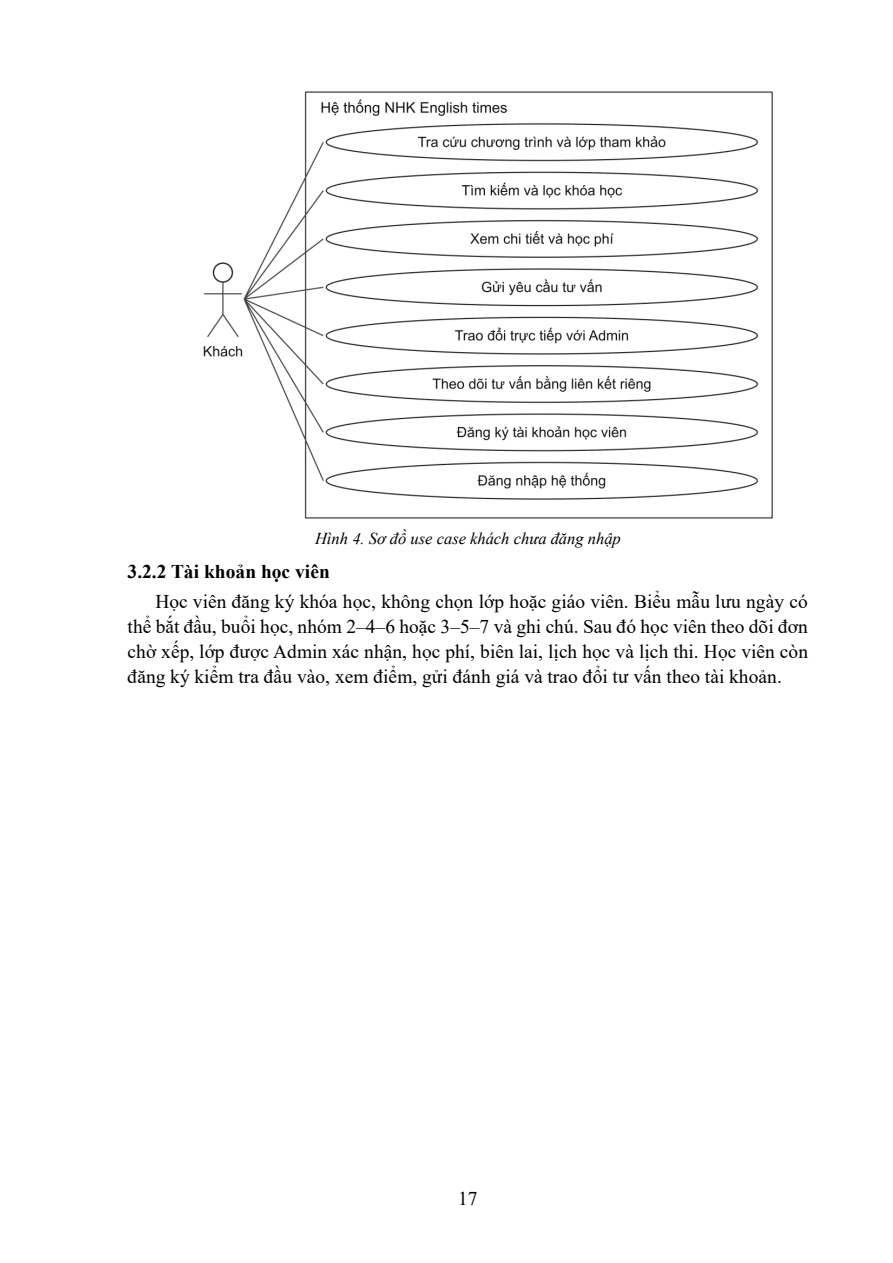 Hệ thống NHK English times
Tra cứu chương trình và lớp tham khảo
Tìm kiếm và lọc khóa học
Xem chi tiết và học phí
Gửi yêu cầu tư vấn
Trao đổi trực tiếp với Admin
Khách
Theo dõi tư vấn bằng liên kết riêng
Đăng ký tài khoản học viên
Đăng nhập hệ thống
Hình 4. Sơ đồ use case khách chưa đăng nhập
3.2.2 Tài khoản học viên
Học viên đăng ký khóa học, không chọn lớp hoặc giáo viên. Biểu mẫu lưu ngày có
thể bắt đầu, buổi học, nhóm 2–4–6 hoặc 3–5–7 và ghi chú. Sau đó học viên theo dõi đơn
chờ xếp, lớp được Admin xác nhận, học phí, biên lai, lịch học và lịch thi. Học viên còn
đăng ký kiểm tra đầu vào, xem điểm, gửi đánh giá và trao đổi tư vấn theo tài khoản.
17